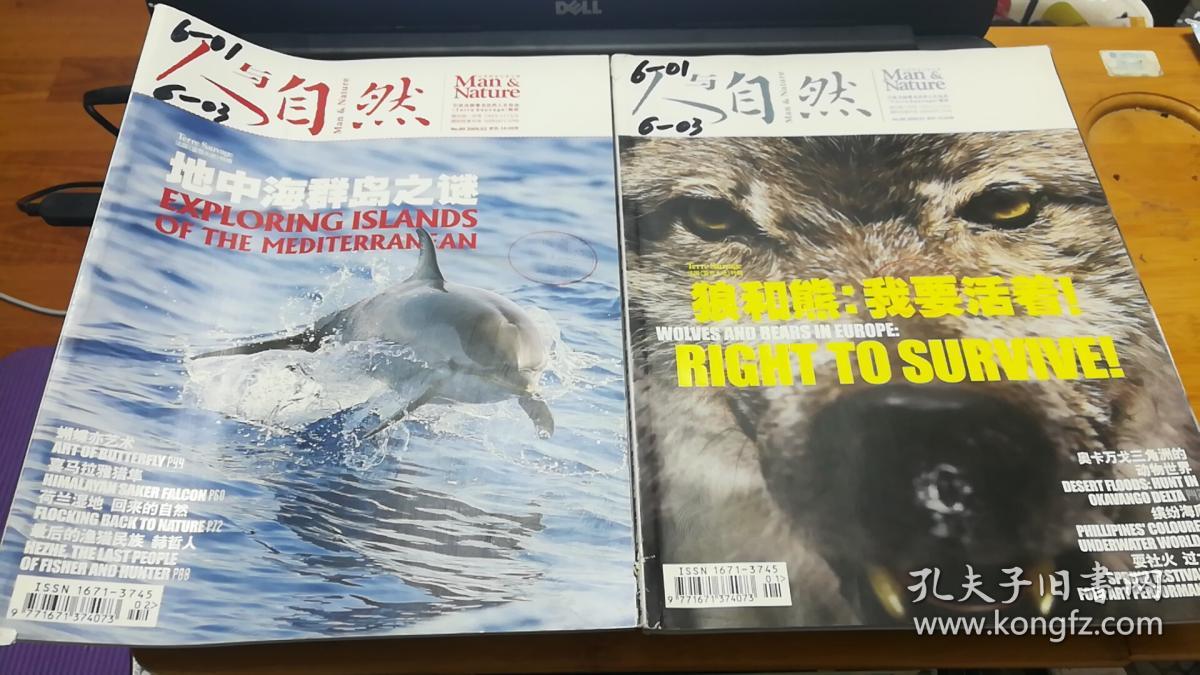 DELL
6-01
人与自然
6-03
Man & Nature
Man &
Nature
Terre Sauvage
地中海群岛之谜
EXPLORING ISLANDS
OF THE MEDITERRANEAN
蝴蝶亦艺术
ART OF BUTTERFLY P44
喜马拉雅猎隼
HIMALAYAN SAKER FALCON P60
荷兰湿地 回来的自然
FLOCKING BACK TO NATURE P72
最后的渔猎民族 赫哲人
HEZHE, THE LAST PEOPLE
OF FISHER AND HUNTER P88
ISSN 1671-3745
02>
9 771671 374073
6-01
人与自然
6-03
Man & Nature
Man &
Nature
Terre Sauvage
狼和熊:我要活着!
WOLVES AND BEARS IN EUROPE:
RIGHT TO SURVIVE!
奥卡万戈三角洲的
动物世界
DESERT FLOODS: HUNT IN
OKAVANGO DELTA
缤纷海
PHILLIPINES' COLOUR
UNDERWATER WORLD
耍社火 过
ISSN 1671-3745
01>
9 771671 374073
孔夫子旧书网
www.kongfz.com